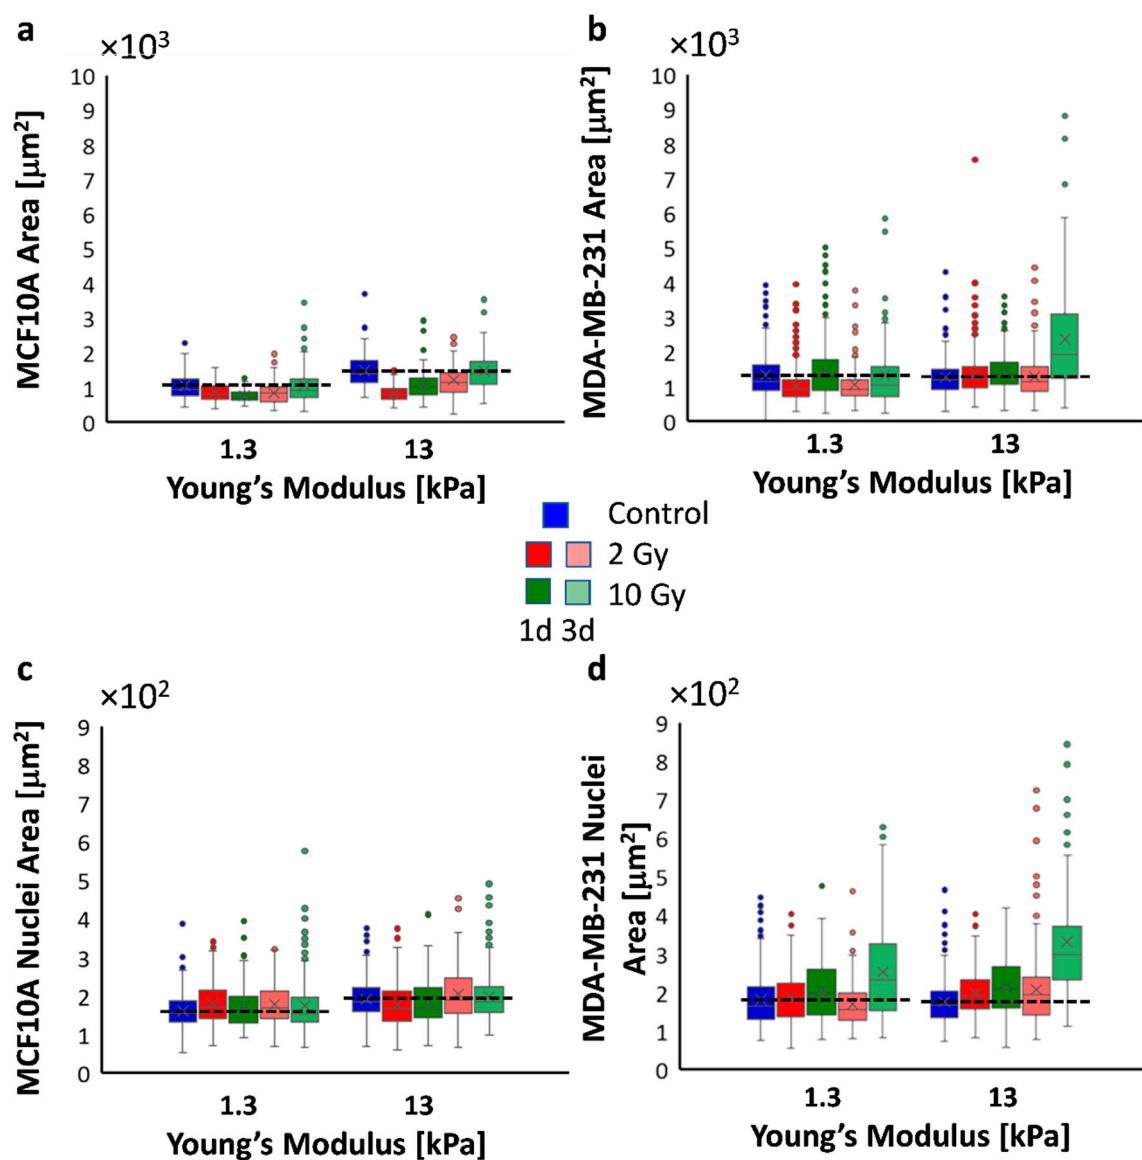 a
×10³
MCF10A Area [μm²]
10
9
8
7
6
5
4
3
2
1
0
1.3 13
Young's Modulus [kPa]
b
×10³
MDA-MB-231 Area [μm²]
10
9
8
7
6
5
4
3
2
1
0
1.3 13
Young's Modulus [kPa]
Control
2 Gy
10 Gy
1d 3d
c
×10²
MCF10A Nuclei Area [μm²]
9
8
7
6
5
4
3
2
1
0
1.3 13
Young's Modulus [kPa]
d
×10²
MDA-MB-231 Nuclei
Area [μm²]
9
8
7
6
5
4
3
2
1
0
1.3 13
Young's Modulus [kPa]